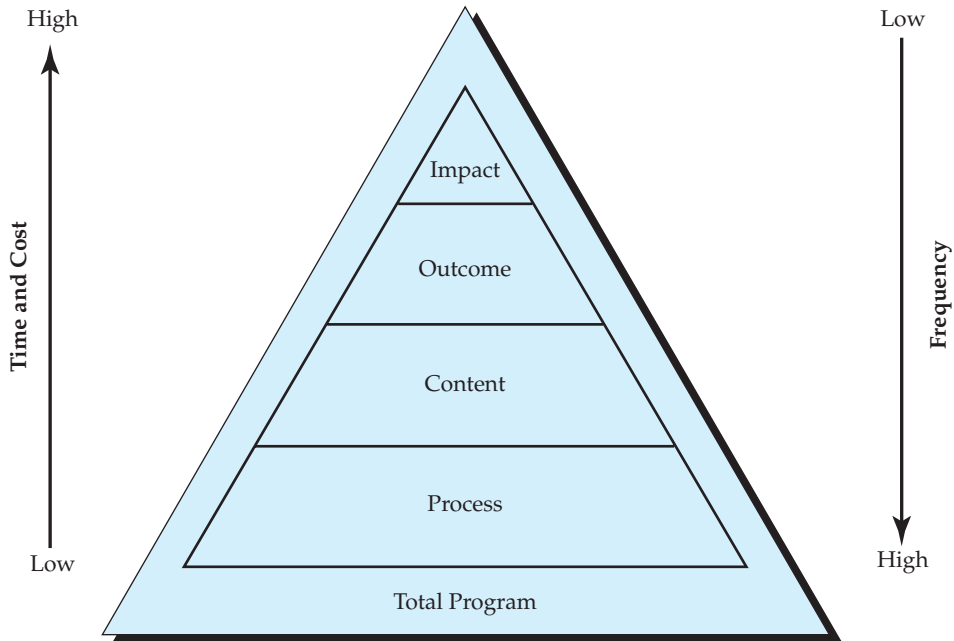 High
Low
Impact
Outcome
Content
Process
Total Program
Time and Cost
Frequency
Low
High